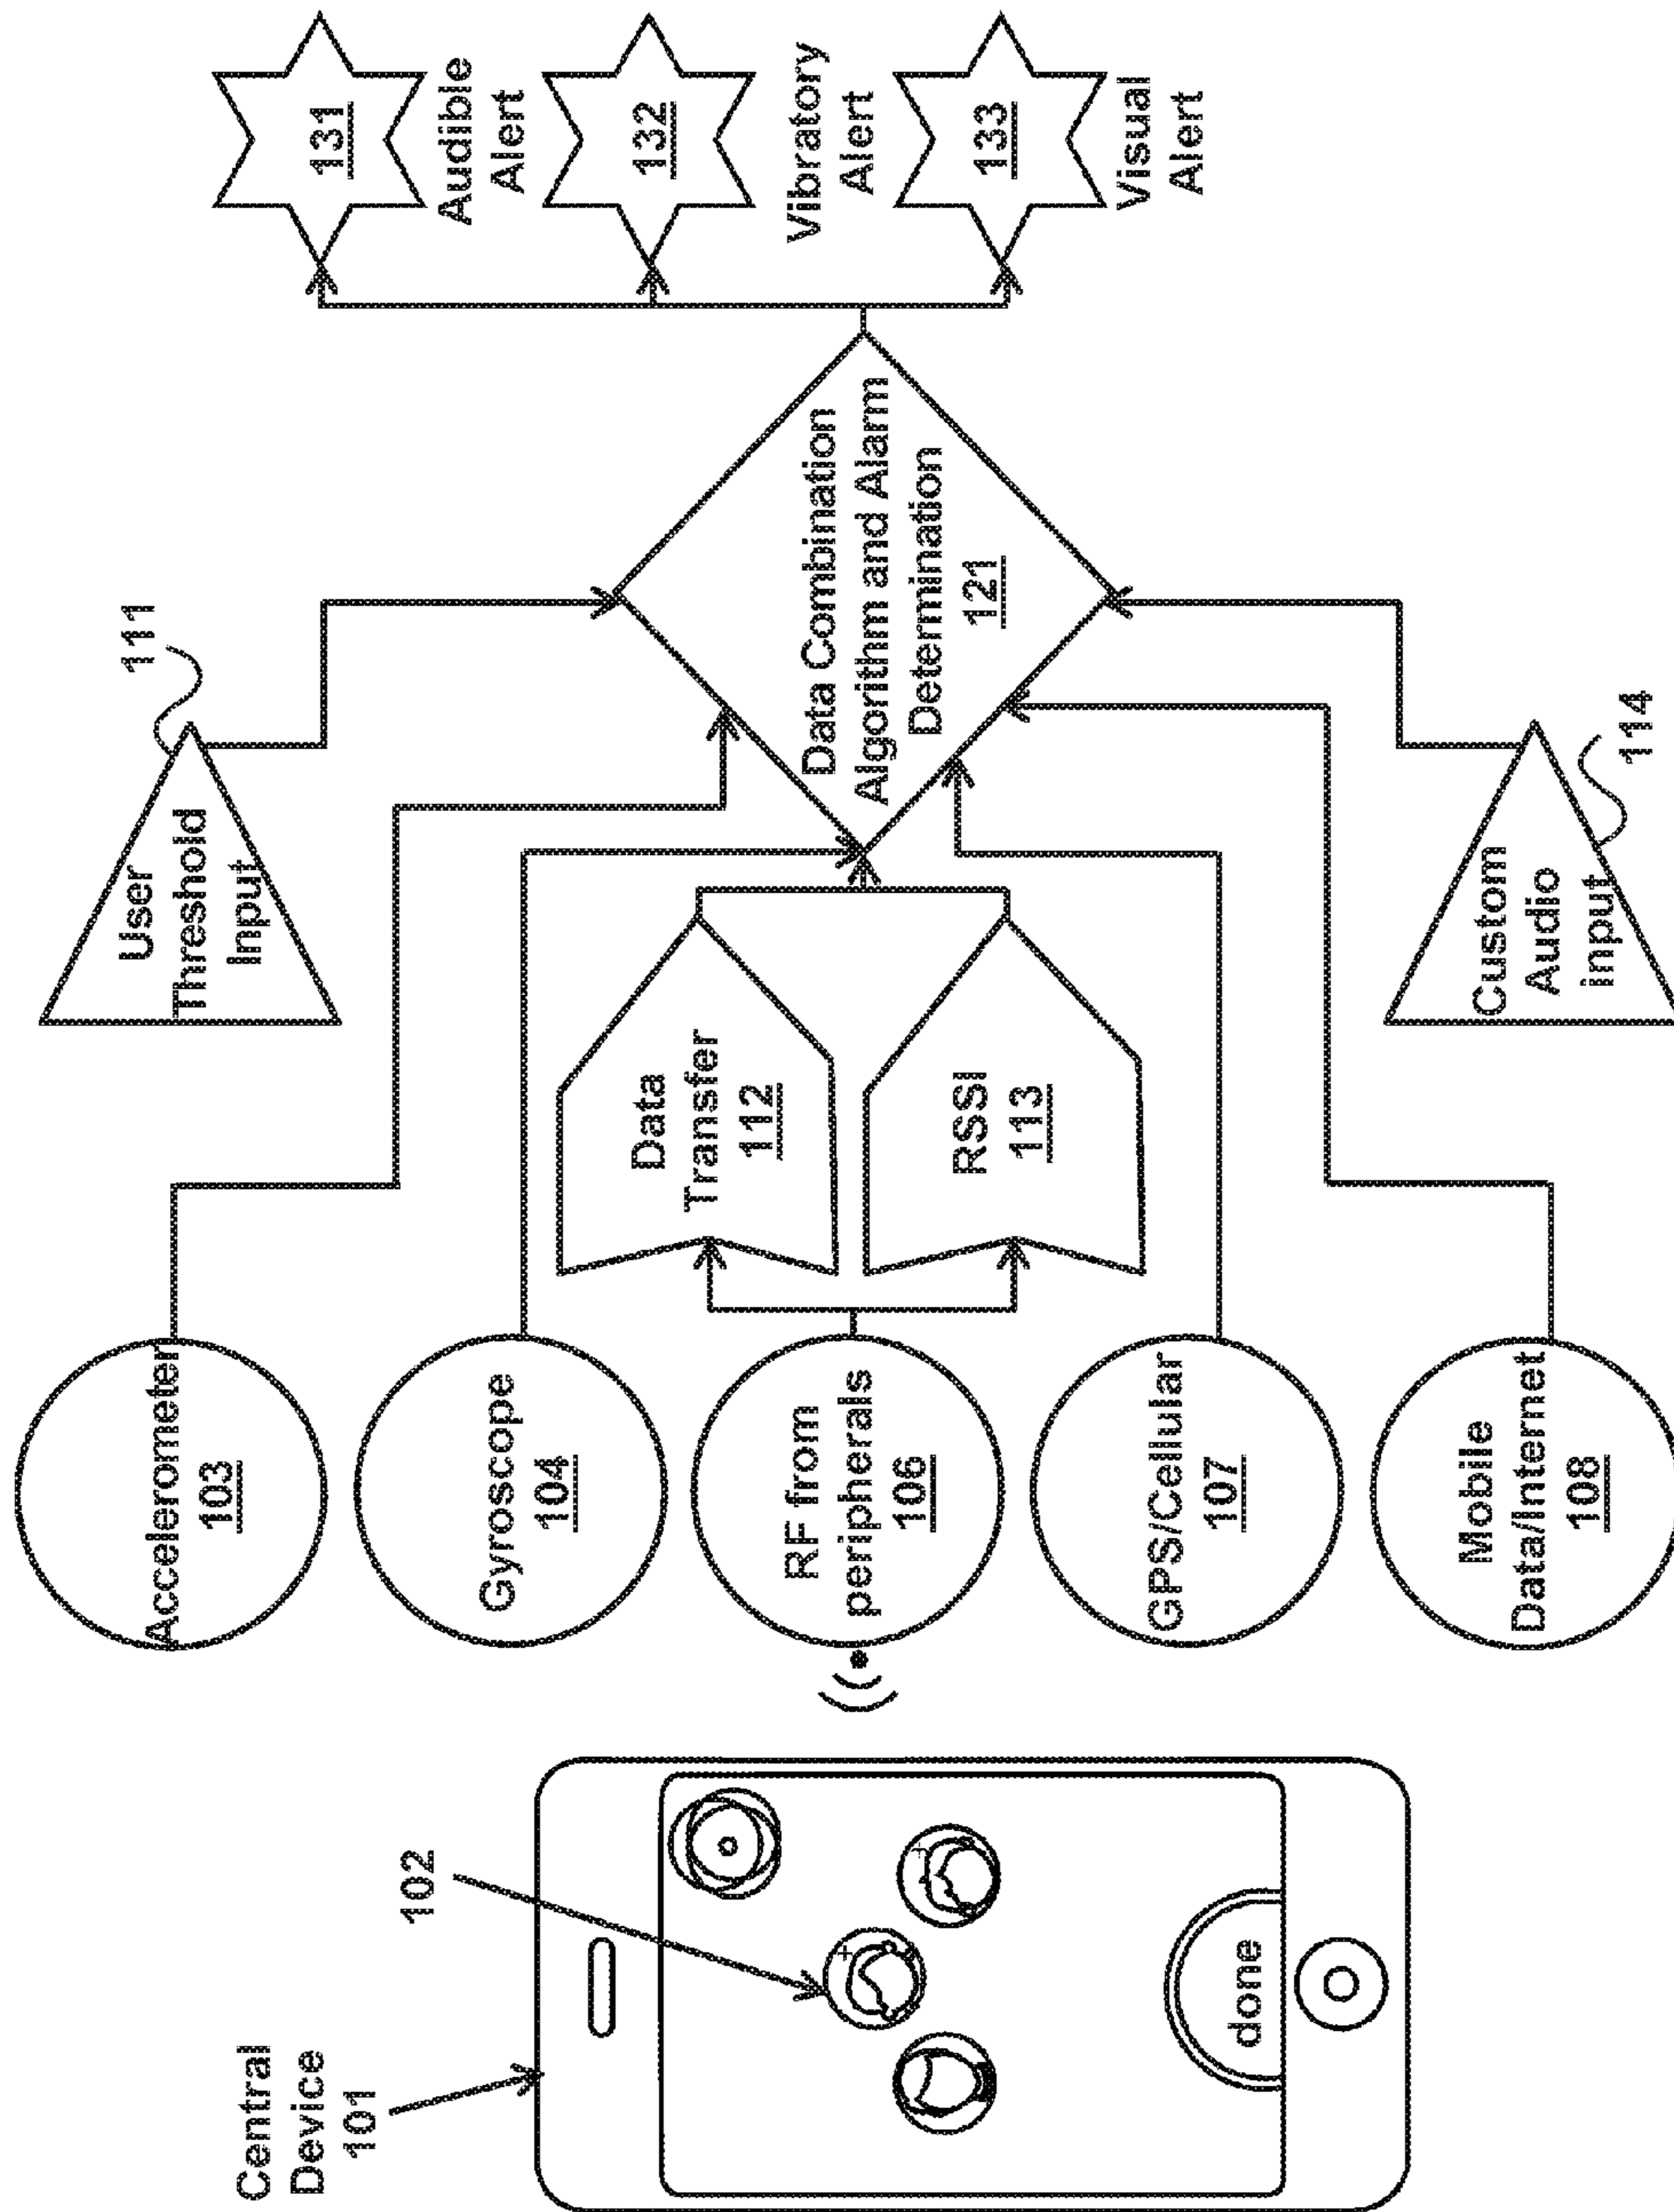 Central
Device
101
102
done
Accelerometer
103
Gyroscope
104
RF from
peripherals
106
GPS/Cellular
107
Mobile
Data/Internet
108
Data
Transfer
112
RSSI
113
User
Threshold
Input
111
Custom
Audio
input
114
Data Combination
Algorithm and Alarm
Determination
121
131
Audible
Alert
132
Vibratory
Alert
133
Visual
Alert